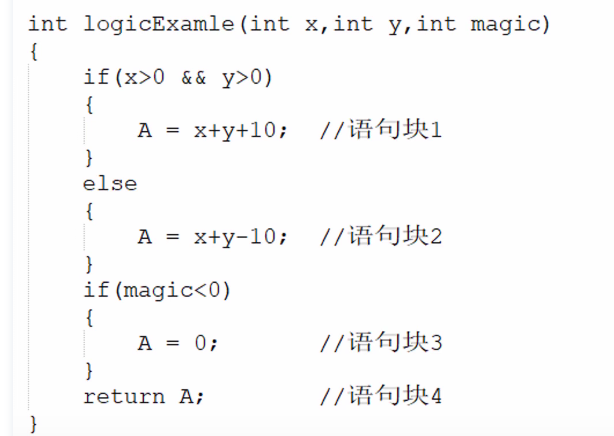 int logicExamle(int x,int y,int magic)
{
    if(x>0 && y>0)
    {
        A = x+y+10;  //语句块1
    }
    else
    {
        A = x+y-10;  //语句块2
    }
    if(magic<0)
    {
        A = 0;       //语句块3
    }
    return A;        //语句块4
}